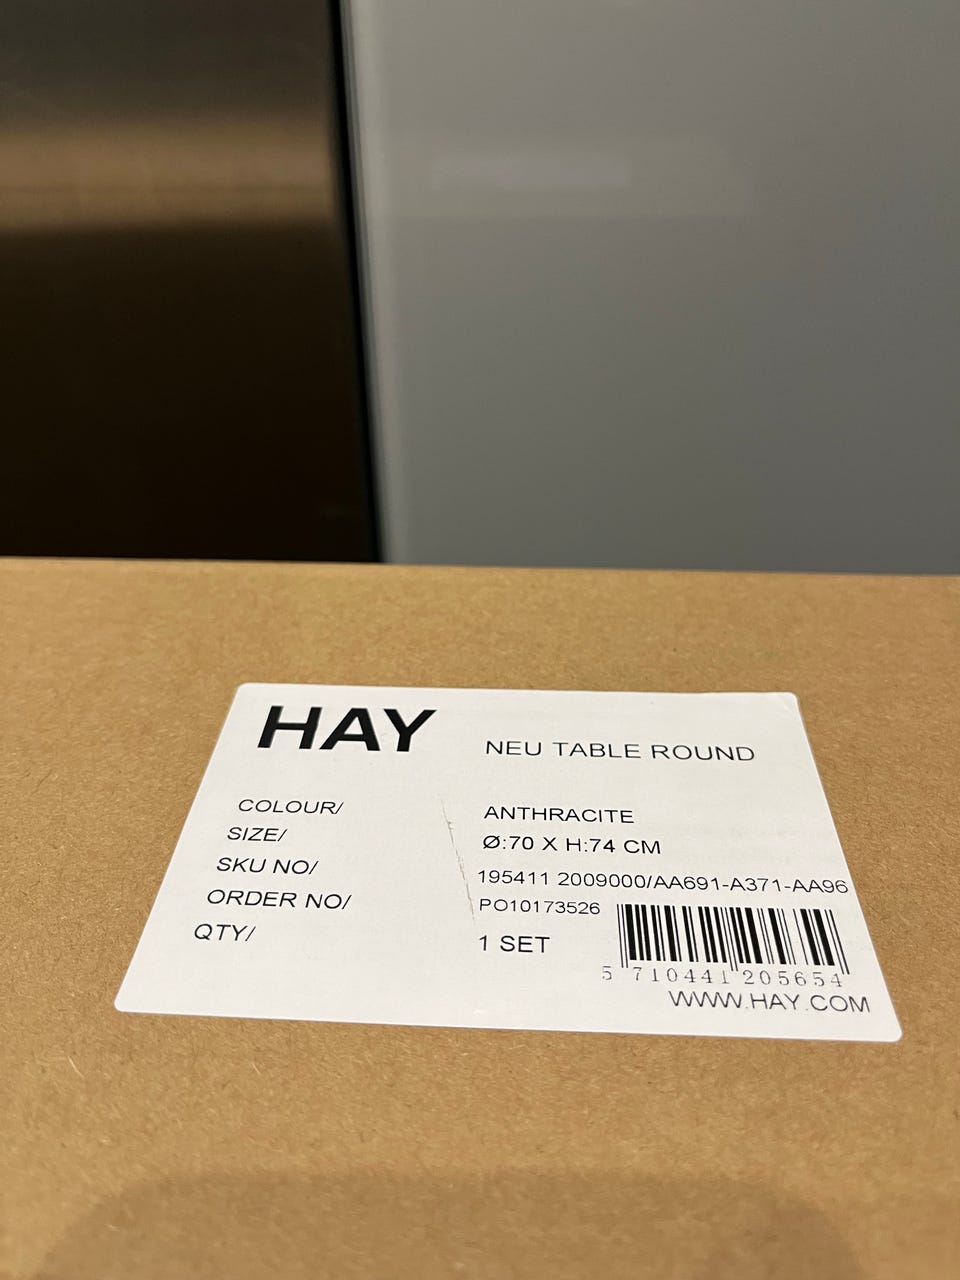 HAY
NEU TABLE ROUND
COLOUR/ ANTHRACITE
SIZE/ Ø:70 X H:74 CM
SKU NO/ 195411 2009000/AA691-A371-AA96
ORDER NO/ PO10173526
QTY/ 1 SET
5 710441 205654
WWW.HAY.COM